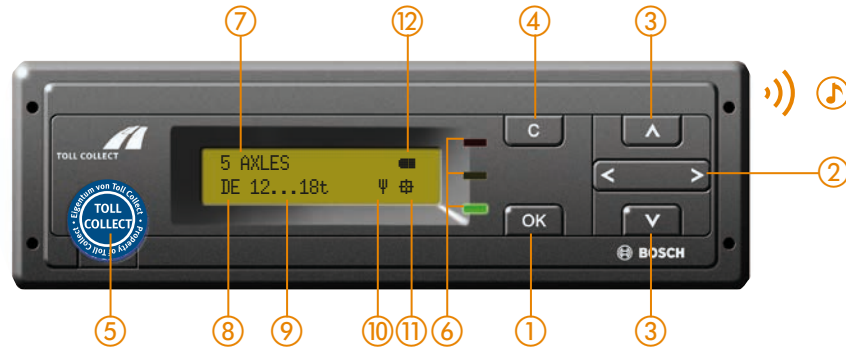 ⑦ ⑫ ④ ③
TOLL COLLECT
5 AXLES
DE 12...18t
C
∧
< >
②
OK
∨
BOSCH
Eigentum von Toll Collect
TOLL
COLLECT
Property of Toll Collect
⑤ ⑧ ⑨ ⑩ ⑪ ⑥ ① ③